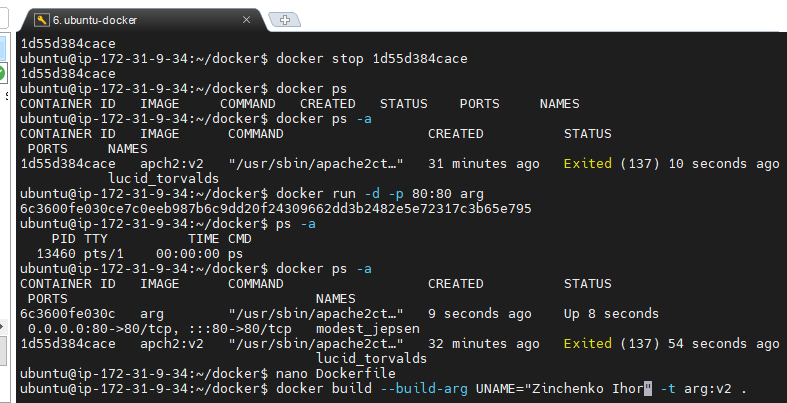 6. ubuntu-docker
1d55d384cace
ubuntu@ip-172-31-9-34:~/docker$ docker stop 1d55d384cace
1d55d384cace
ubuntu@ip-172-31-9-34:~/docker$ docker ps
CONTAINER ID   IMAGE     COMMAND   CREATED   STATUS    PORTS     NAMES
ubuntu@ip-172-31-9-34:~/docker$ docker ps -a
CONTAINER ID   IMAGE     COMMAND                  CREATED          STATUS
 PORTS     NAMES
1d55d384cace   apch2:v2   "/usr/sbin/apache2ct…"   31 minutes ago   Exited (137) 10 seconds ago
           lucid_torvalds
ubuntu@ip-172-31-9-34:~/docker$ docker run -d -p 80:80 arg
6c3600fe030ce7c0eeb987b6c9dd20f24309662dd3b2482e5e72317c3b65e795
ubuntu@ip-172-31-9-34:~/docker$ ps -a
    PID TTY          TIME CMD
  13460 pts/1    00:00:00 ps
ubuntu@ip-172-31-9-34:~/docker$ docker ps -a
CONTAINER ID   IMAGE      COMMAND                  CREATED          STATUS
 PORTS                               NAMES
6c3600fe030c   arg        "/usr/sbin/apache2ct…"   9 seconds ago    Up 8 seconds
 0.0.0.0:80->80/tcp, :::80->80/tcp   modest_jepsen
1d55d384cace   apch2:v2   "/usr/sbin/apache2ct…"   32 minutes ago   Exited (137) 54 seconds ago
                                     lucid_torvalds
ubuntu@ip-172-31-9-34:~/docker$ nano Dockerfile
ubuntu@ip-172-31-9-34:~/docker$ docker build --build-arg UNAME="Zinchenko Ihor" -t arg:v2 .